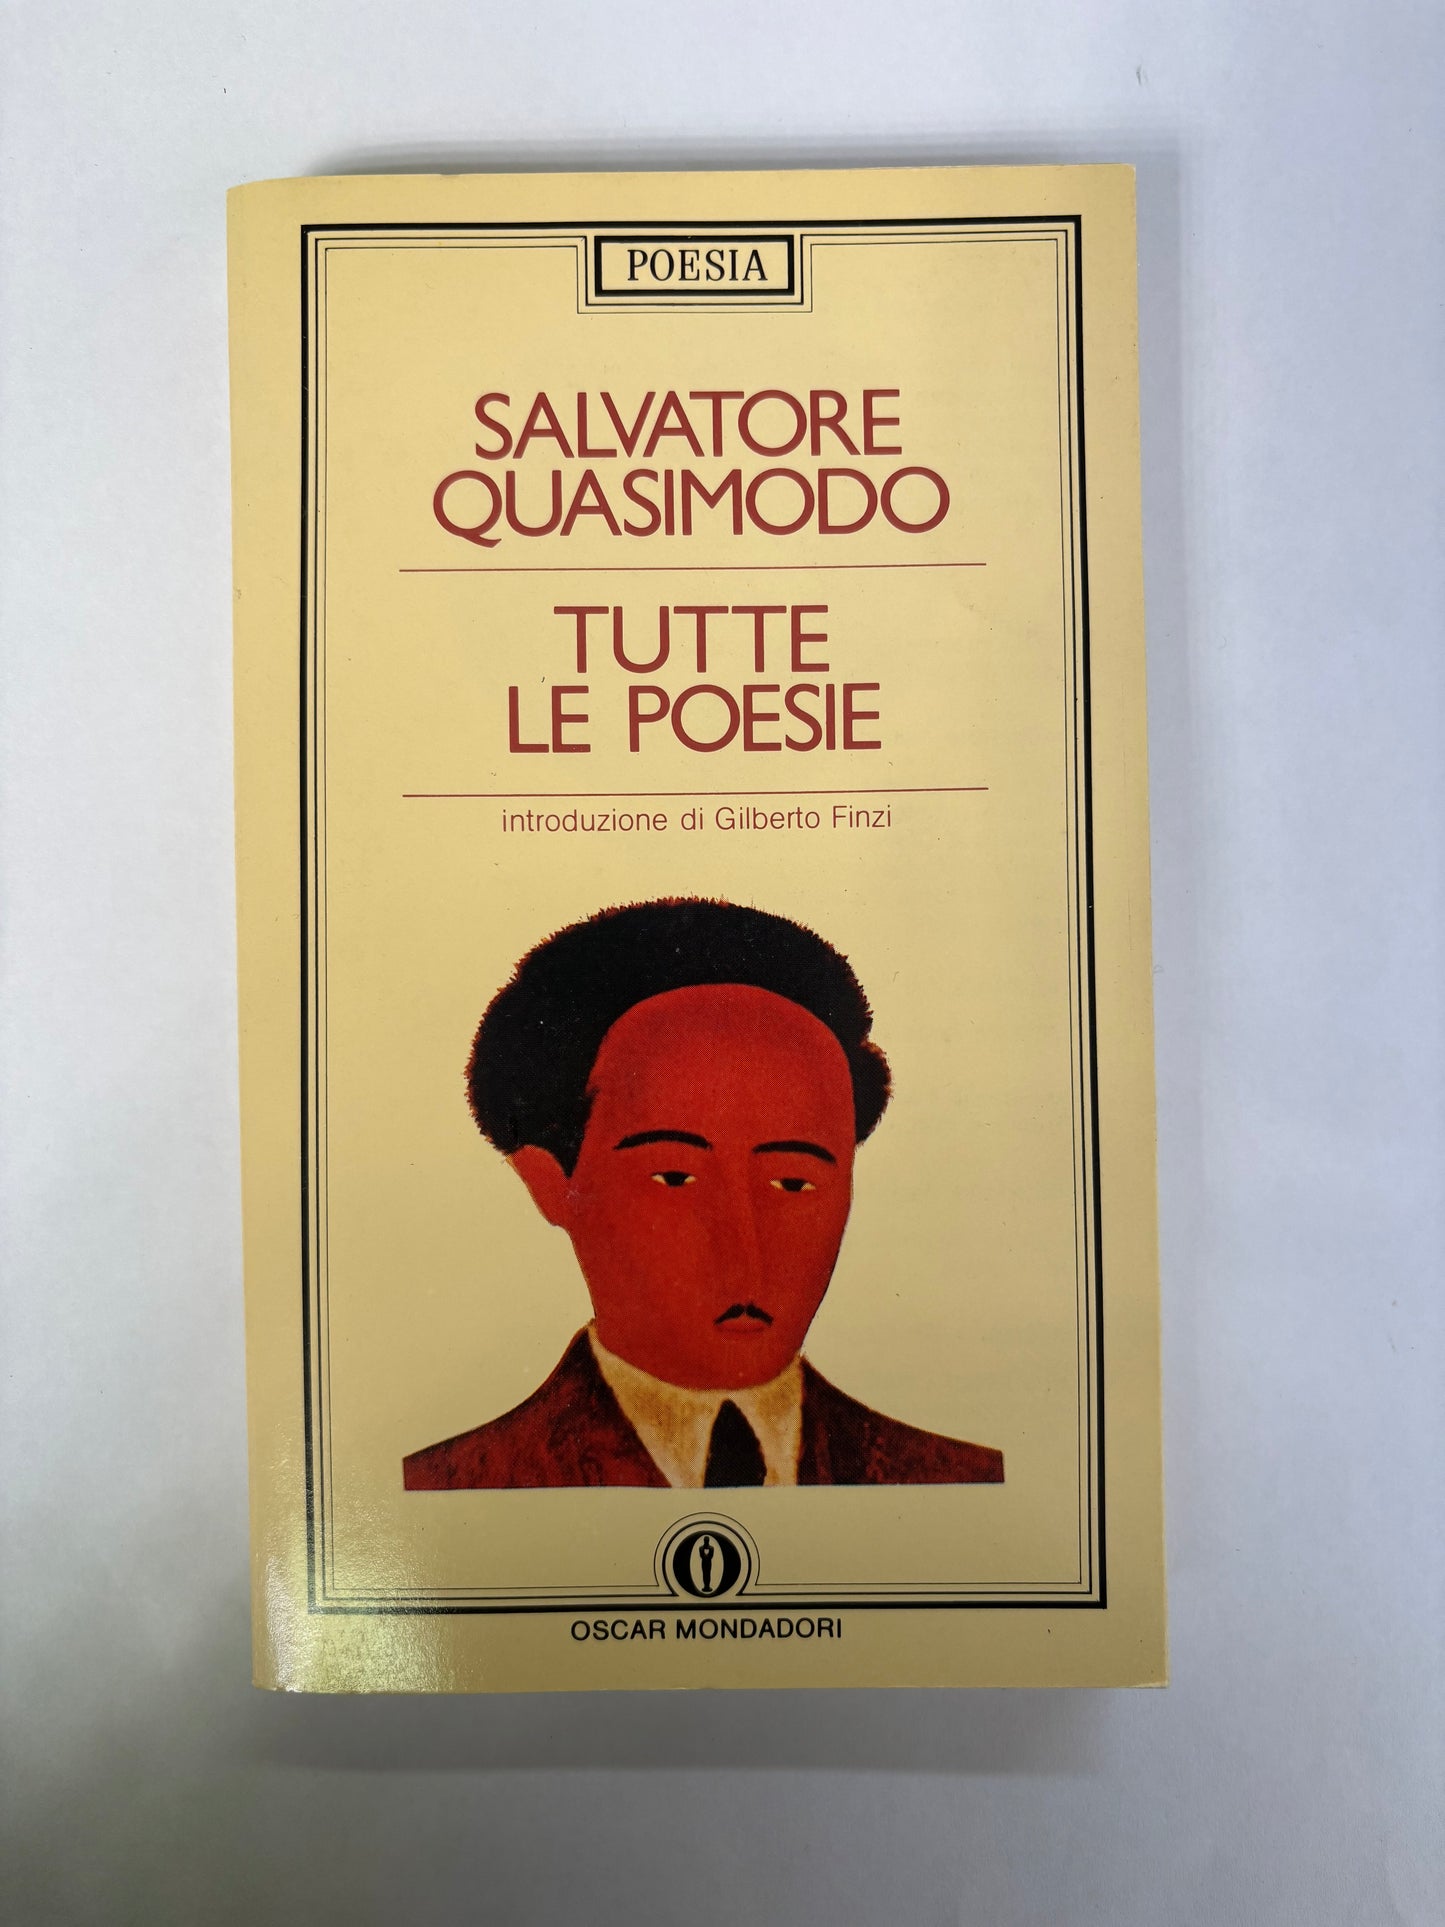 POESIA
SALVATORE
QUASIMODO
TUTTE
LE POESIE
introduzione di Gilberto Finzi
OSCAR MONDADORI